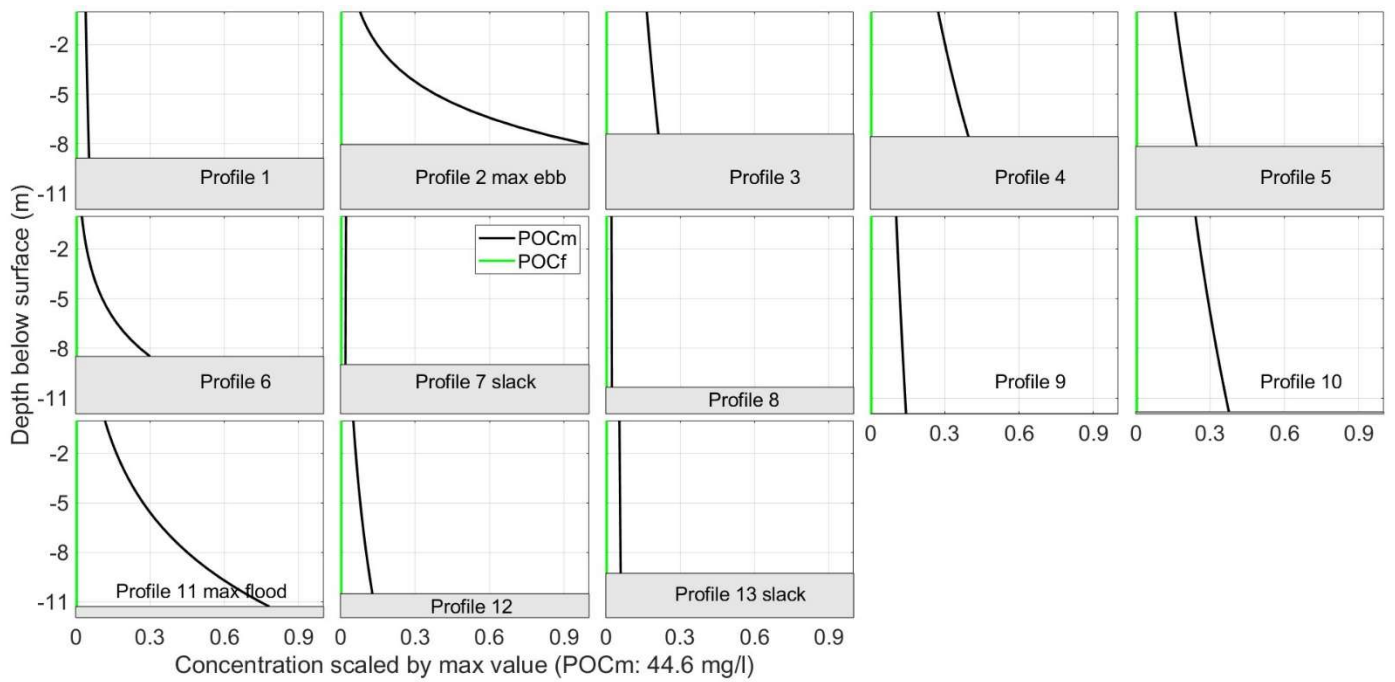 Depth below surface (m)
-2
-5
-8
-11
Profile 1
Profile 2 max ebb
Profile 3
Profile 4
Profile 5
-2
-5
-8
-11
Profile 6
POCm
POCf
Profile 7 slack
Profile 8
Profile 9
Profile 10
0 0.3 0.6 0.9
0 0.3 0.6 0.9
-2
-5
-8
-11
Profile 11 max flood
Profile 12
Profile 13 slack
0 0.3 0.6 0.9
0 0.3 0.6 0.9
0 0.3 0.6 0.9
Concentration scaled by max value (POCm: 44.6 mg/l)